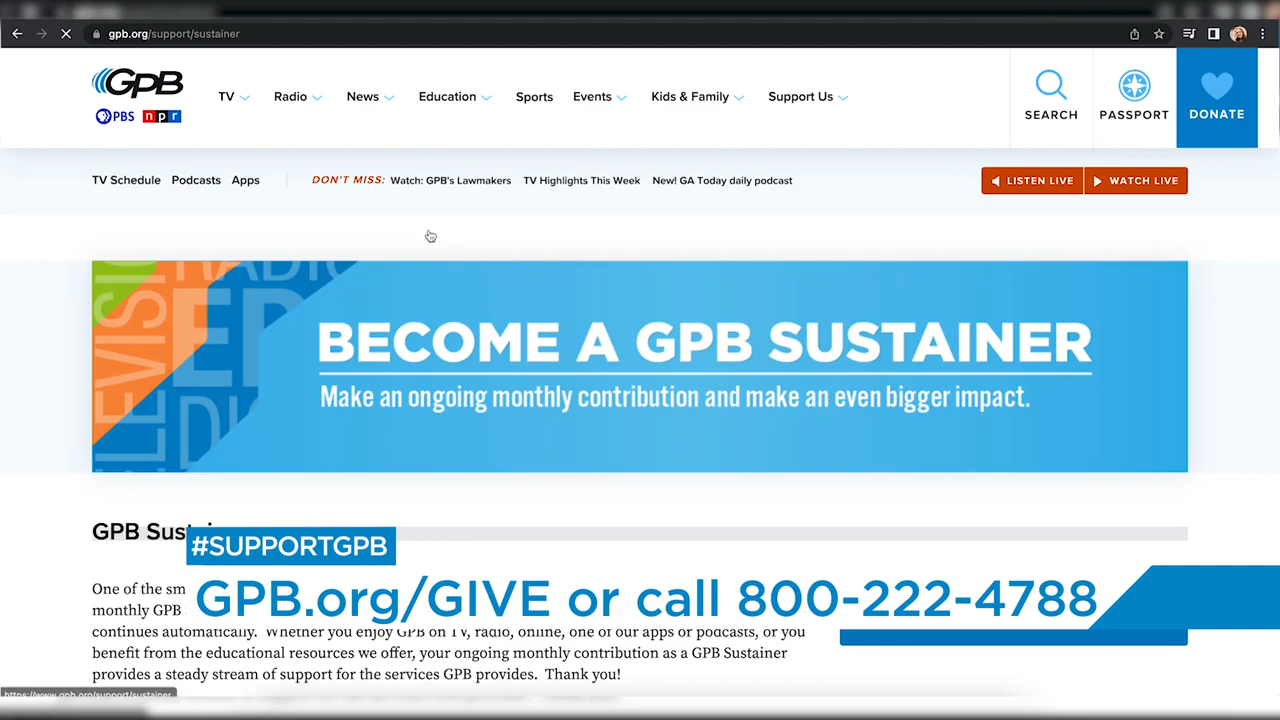 gpb.org/support/sustainer
GPB
PBS npr
TV Radio News Education Sports Events Kids & Family Support Us
SEARCH PASSPORT DONATE
TV Schedule Podcasts Apps DON'T MISS: Watch: GPB's Lawmakers TV Highlights This Week New! GA Today daily podcast LISTEN LIVE WATCH LIVE
BECOME A GPB SUSTAINER
Make an ongoing monthly contribution and make an even bigger impact.
GPB
#SUPPORTGPB
One of the
GPB.org/GIVE or call 800-222-4788
monthly GPB
continues automatically. Whether you enjoy GPB on TV, radio, online, one of our apps or podcasts, or you
benefit from the educational resources we offer, your ongoing monthly contribution as a GPB Sustainer
provides a steady stream of support for the services GPB provides. Thank you!
https://www.gpb.org/support/sustainer